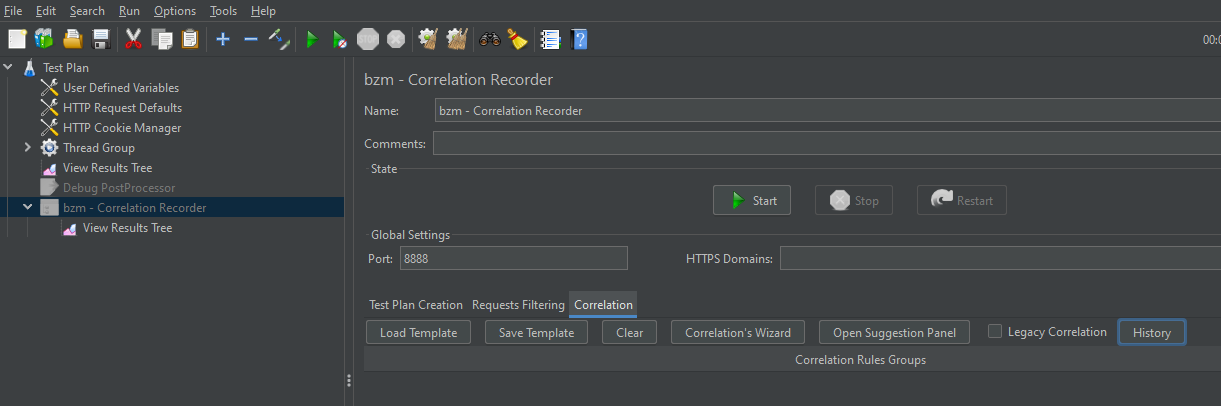 File Edit Search Run Options Tools Help
STOP
?
00:0
Test Plan
User Defined Variables
HTTP Request Defaults
HTTP Cookie Manager
Thread Group
View Results Tree
Debug PostProcessor
bzm - Correlation Recorder
View Results Tree
bzm - Correlation Recorder
Name: bzm - Correlation Recorder
Comments:
State
Start Stop Restart
Global Settings
Port: 8888 HTTPS Domains:
Test Plan Creation Requests Filtering Correlation
Load Template Save Template Clear Correlation's Wizard Open Suggestion Panel Legacy Correlation History
Correlation Rules Groups